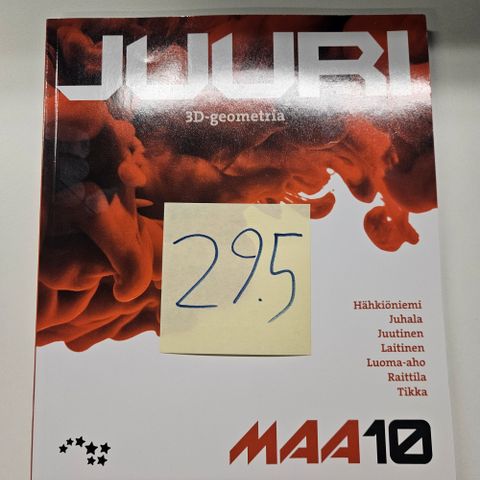 JUURI
3D-geometria
29.5
Hähkiöniemi
Juhala
Juutinen
Laitinen
Luoma-aho
Raittila
Tikka
MAA10